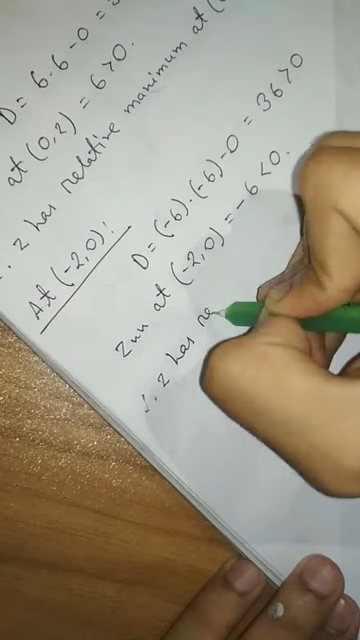 D = 6.6-0 =
at (0,2) = 6>0.
∴ z has relative maximum at (
At (-2,0):
D = (-6).(-6)-0 = 36>0
Zxx at (-2,0) = -6 <0.
∴ z has re